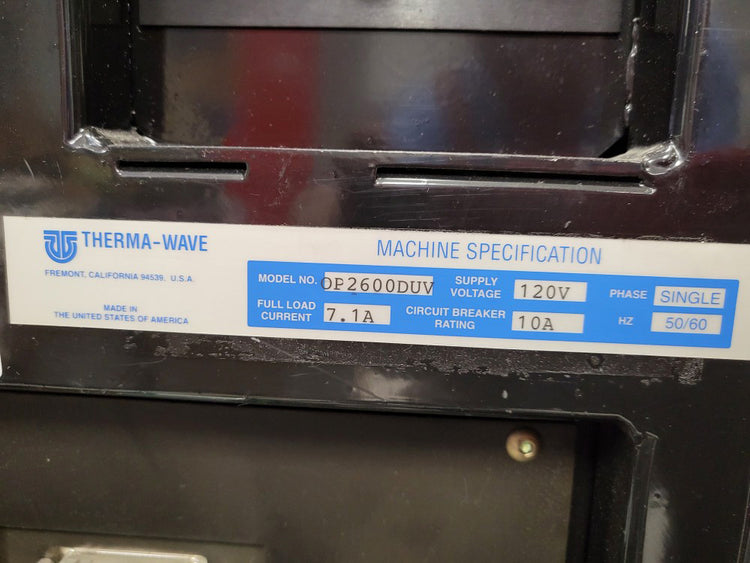 THERMA-WAVE
FREMONT, CALIFORNIA 94539, U.S.A.
MADE IN
THE UNITED STATES OF AMERICA
MACHINE SPECIFICATION
MODEL NO. OP2600DUV
SUPPLY
VOLTAGE 120V
PHASE SINGLE
FULL LOAD
CURRENT 7.1A
CIRCUIT BREAKER
RATING 10A
HZ 50/60